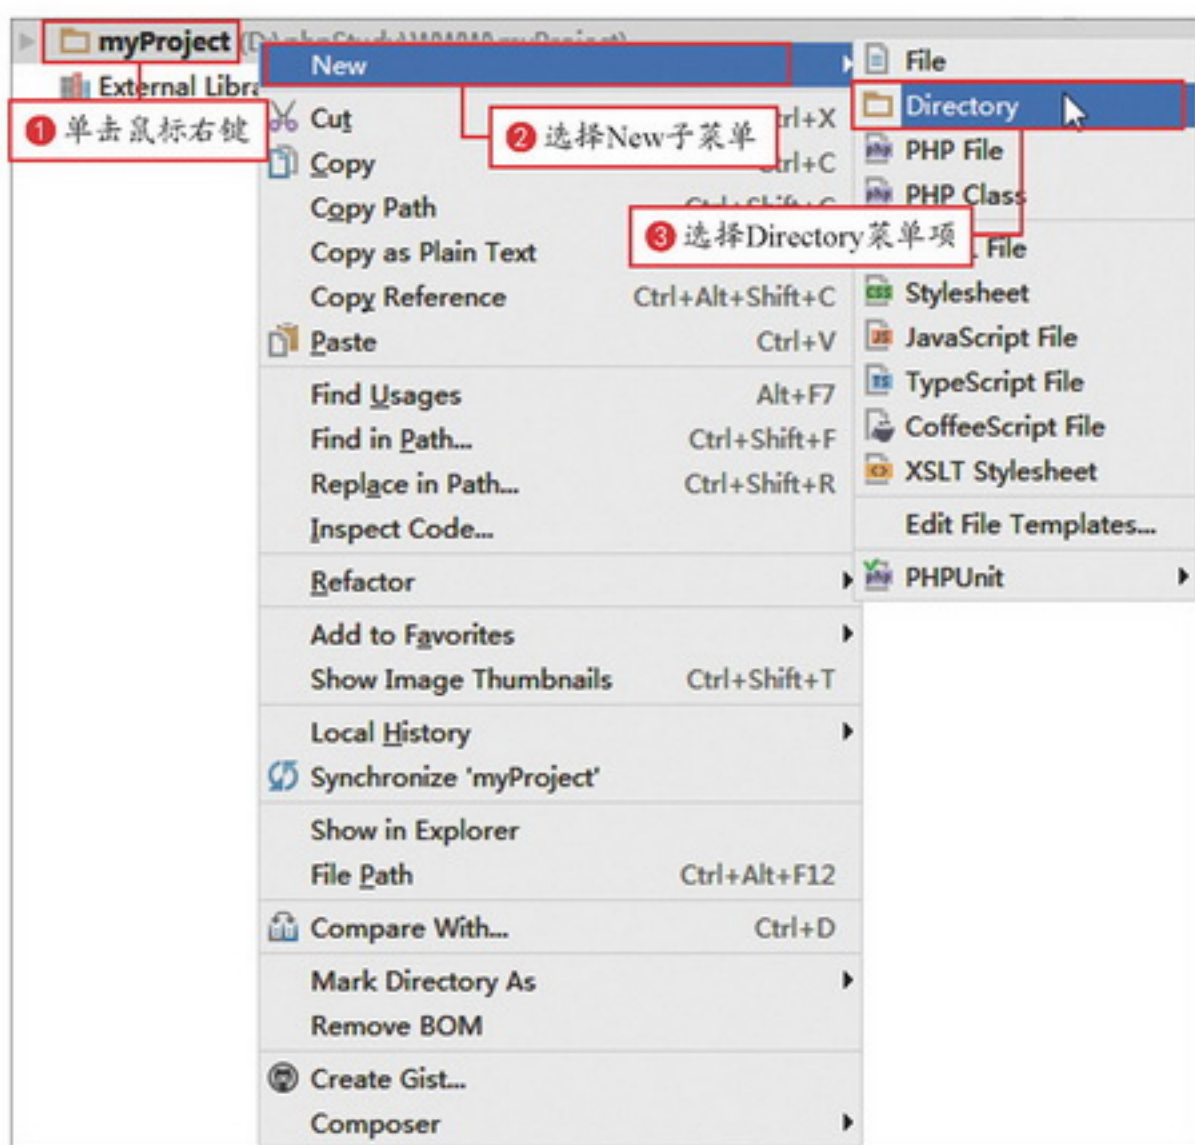 myProject
New
File
External Libra
Directory
❶ 单击鼠标右键
Cut
❷ 选择New子菜单
Ctrl+X
PHP File
Copy
Ctrl+C
PHP Class
Copy Path
❸ 选择Directory菜单项
File
Copy as Plain Text
Copy Reference Ctrl+Alt+Shift+C
Stylesheet
Paste Ctrl+V
JavaScript File
TypeScript File
Find Usages Alt+F7
CoffeeScript File
Find in Path... Ctrl+Shift+F
XSLT Stylesheet
Replace in Path... Ctrl+Shift+R
Edit File Templates...
Inspect Code...
Refactor
PHPUnit
Add to Favorites
Show Image Thumbnails Ctrl+Shift+T
Local History
Synchronize 'myProject'
Show in Explorer
File Path Ctrl+Alt+F12
Compare With... Ctrl+D
Mark Directory As
Remove BOM
Create Gist...
Composer